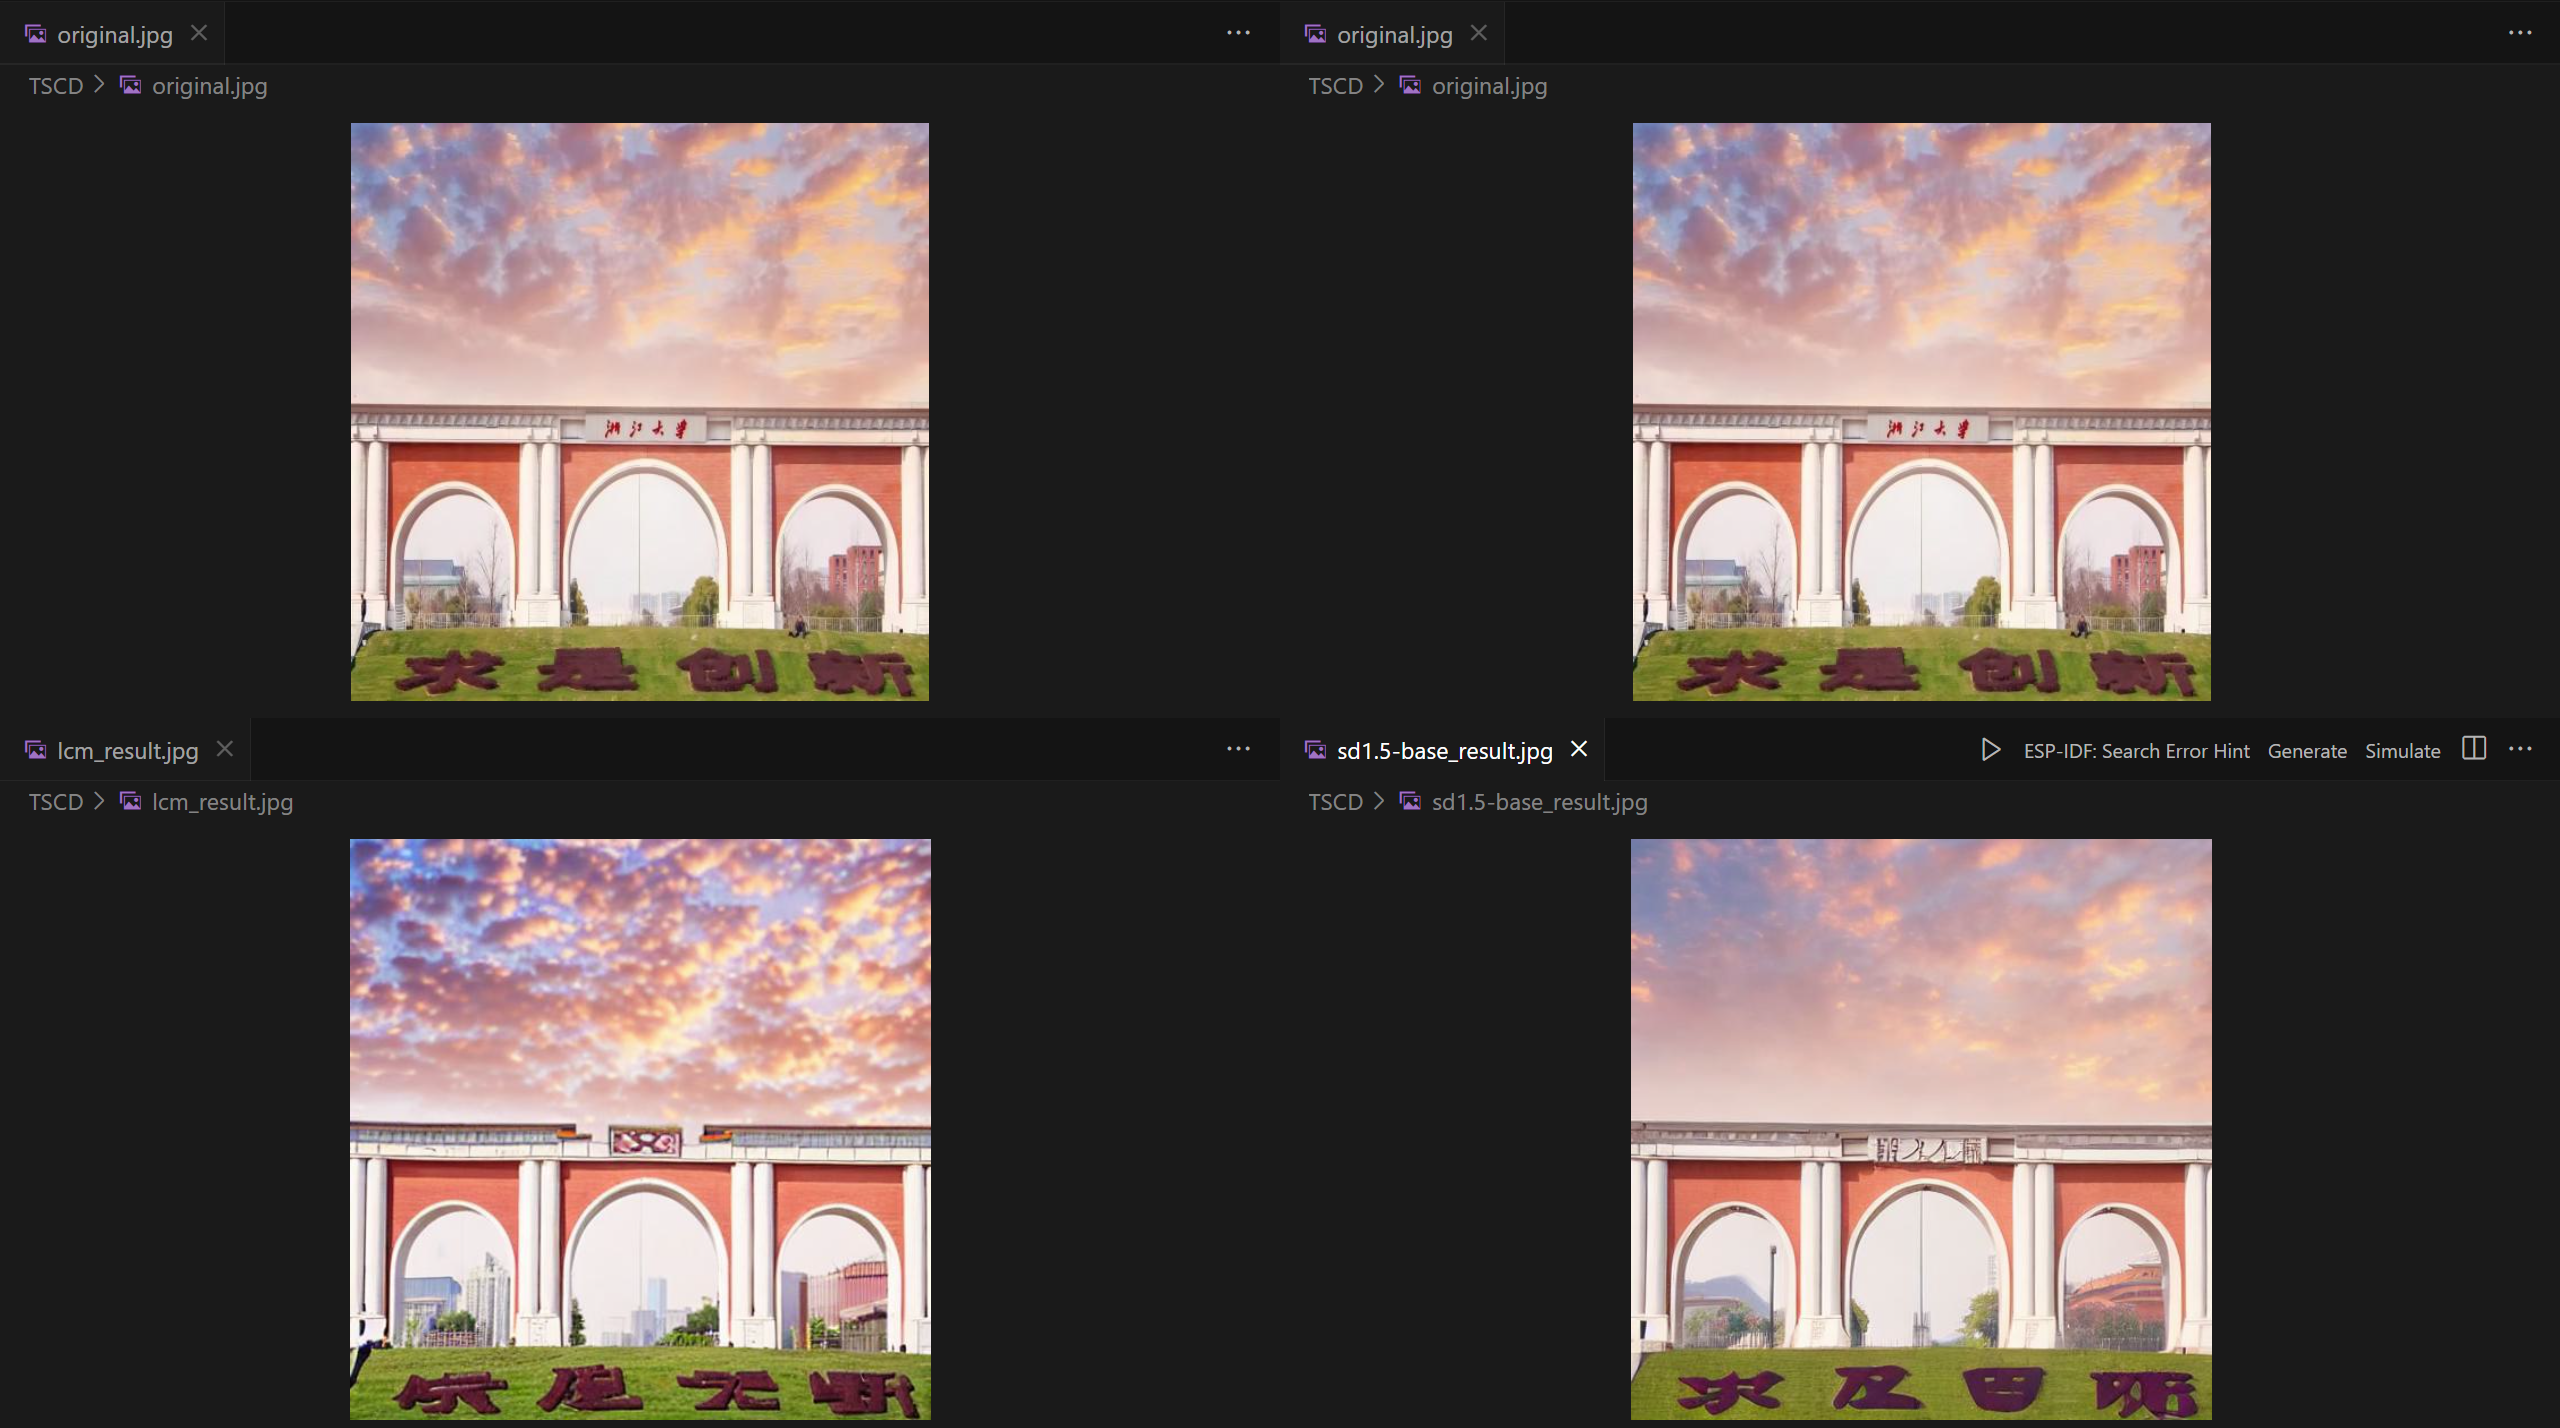 original.jpg
original.jpg
TSCD > original.jpg
TSCD > original.jpg
浙江大学
浙江大学
求是创新
求是创新
lcm_result.jpg
sd1.5-base_result.jpg
ESP-IDF: Search Error Hint Generate Simulate
TSCD > lcm_result.jpg
TSCD > sd1.5-base_result.jpg